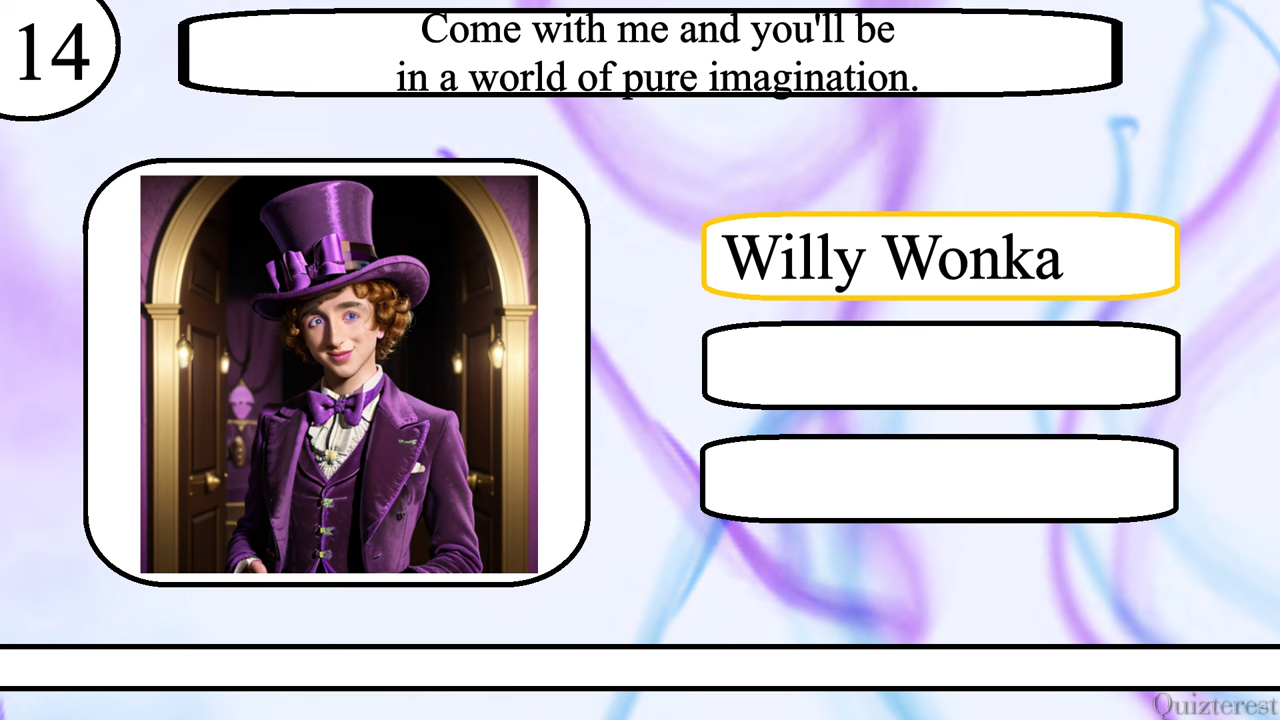 14
Come with me and you'll be
in a world of pure imagination.
Willy Wonka
Quizterest